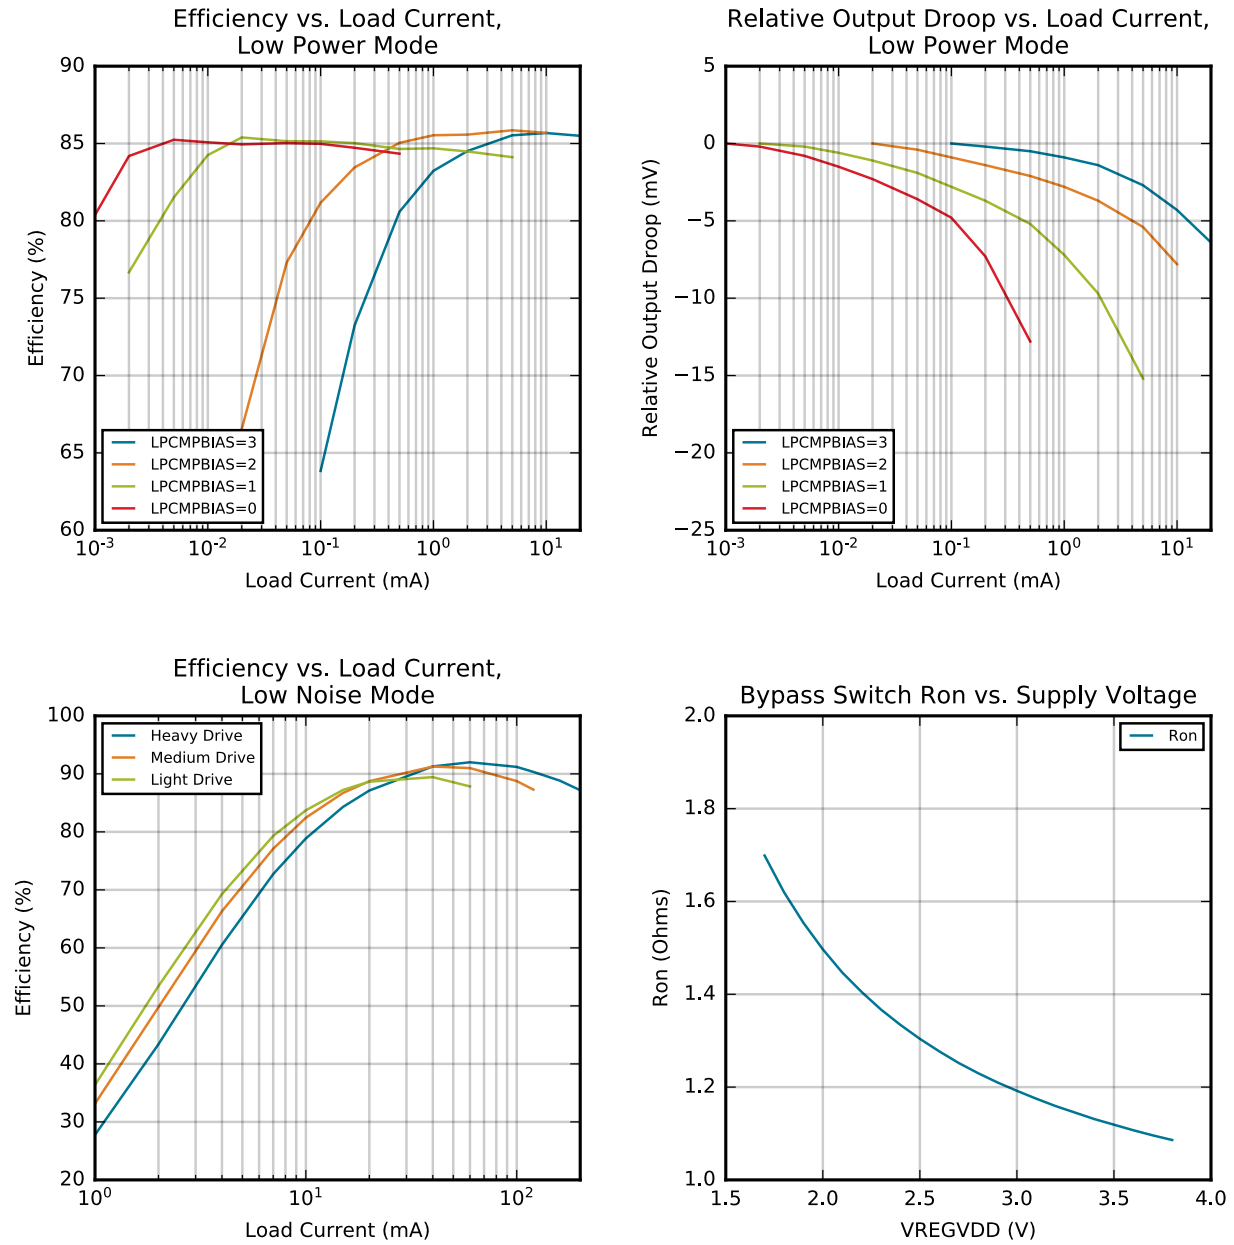 Efficiency vs. Load Current,
Low Power Mode
90
85
80
75
70
65
60
Efficiency (%)
LPCMPBIAS=3
LPCMPBIAS=2
LPCMPBIAS=1
LPCMPBIAS=0
10⁻³ 10⁻² 10⁻¹ 10⁰ 10¹
Load Current (mA)
Relative Output Droop vs. Load Current,
Low Power Mode
5
0
−5
−10
−15
−20
−25
Relative Output Droop (mV)
LPCMPBIAS=3
LPCMPBIAS=2
LPCMPBIAS=1
LPCMPBIAS=0
10⁻³ 10⁻² 10⁻¹ 10⁰ 10¹
Load Current (mA)
Efficiency vs. Load Current,
Low Noise Mode
100
90
80
70
60
50
40
30
20
Efficiency (%)
Heavy Drive
Medium Drive
Light Drive
10⁰ 10¹ 10²
Load Current (mA)
Bypass Switch Ron vs. Supply Voltage
2.0
1.8
1.6
1.4
1.2
1.0
Ron (Ohms)
Ron
1.5 2.0 2.5 3.0 3.5 4.0
VREGVDD (V)